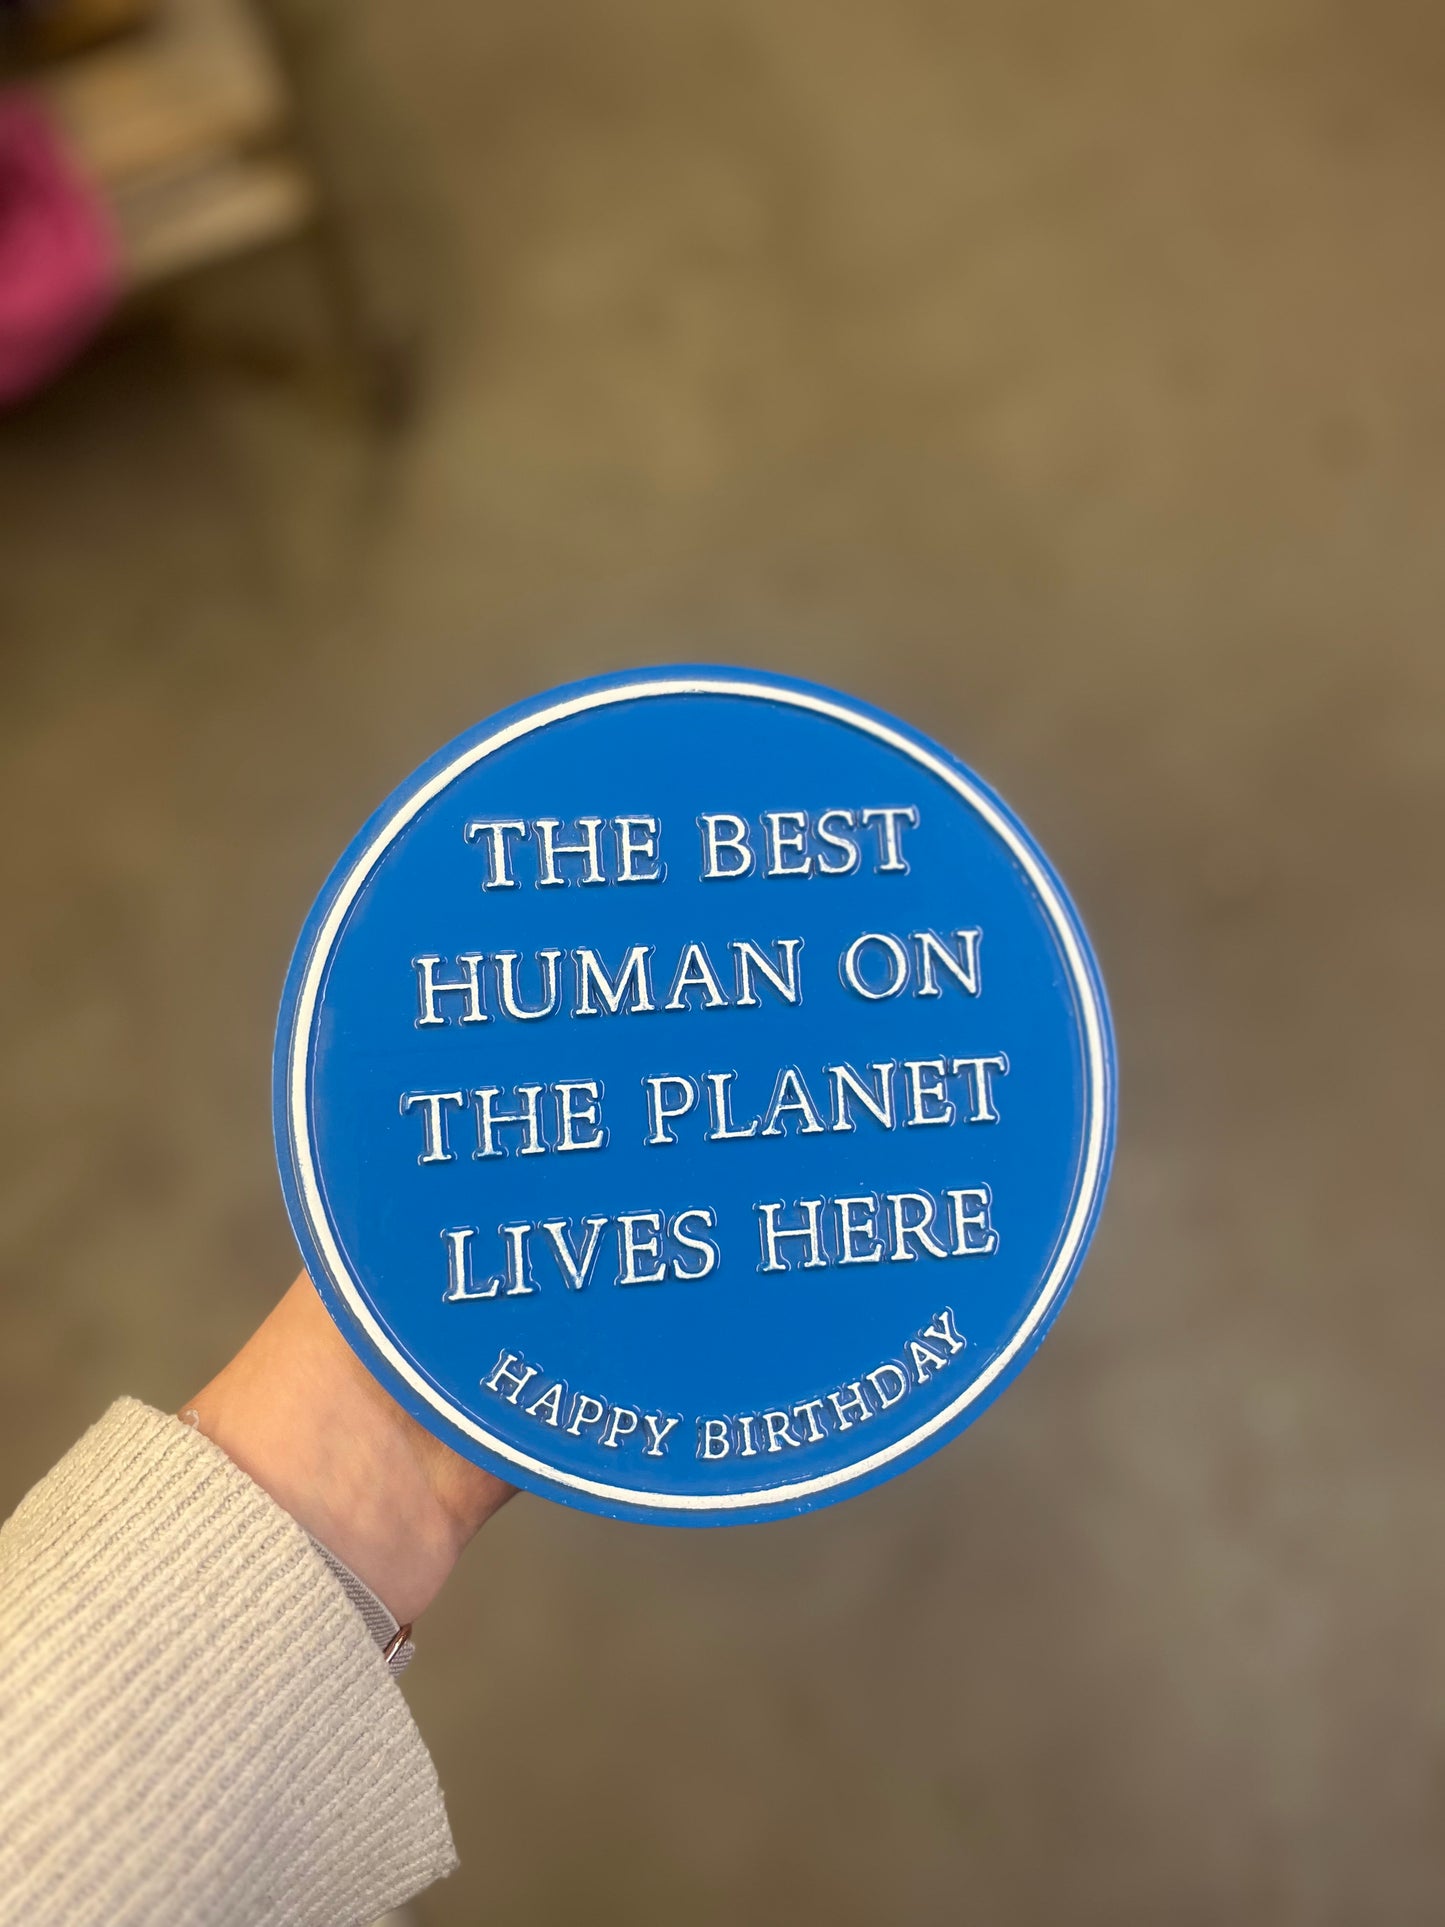 THE BEST
HUMAN ON
THE PLANET
LIVES HERE
HAPPY BIRTHDAY